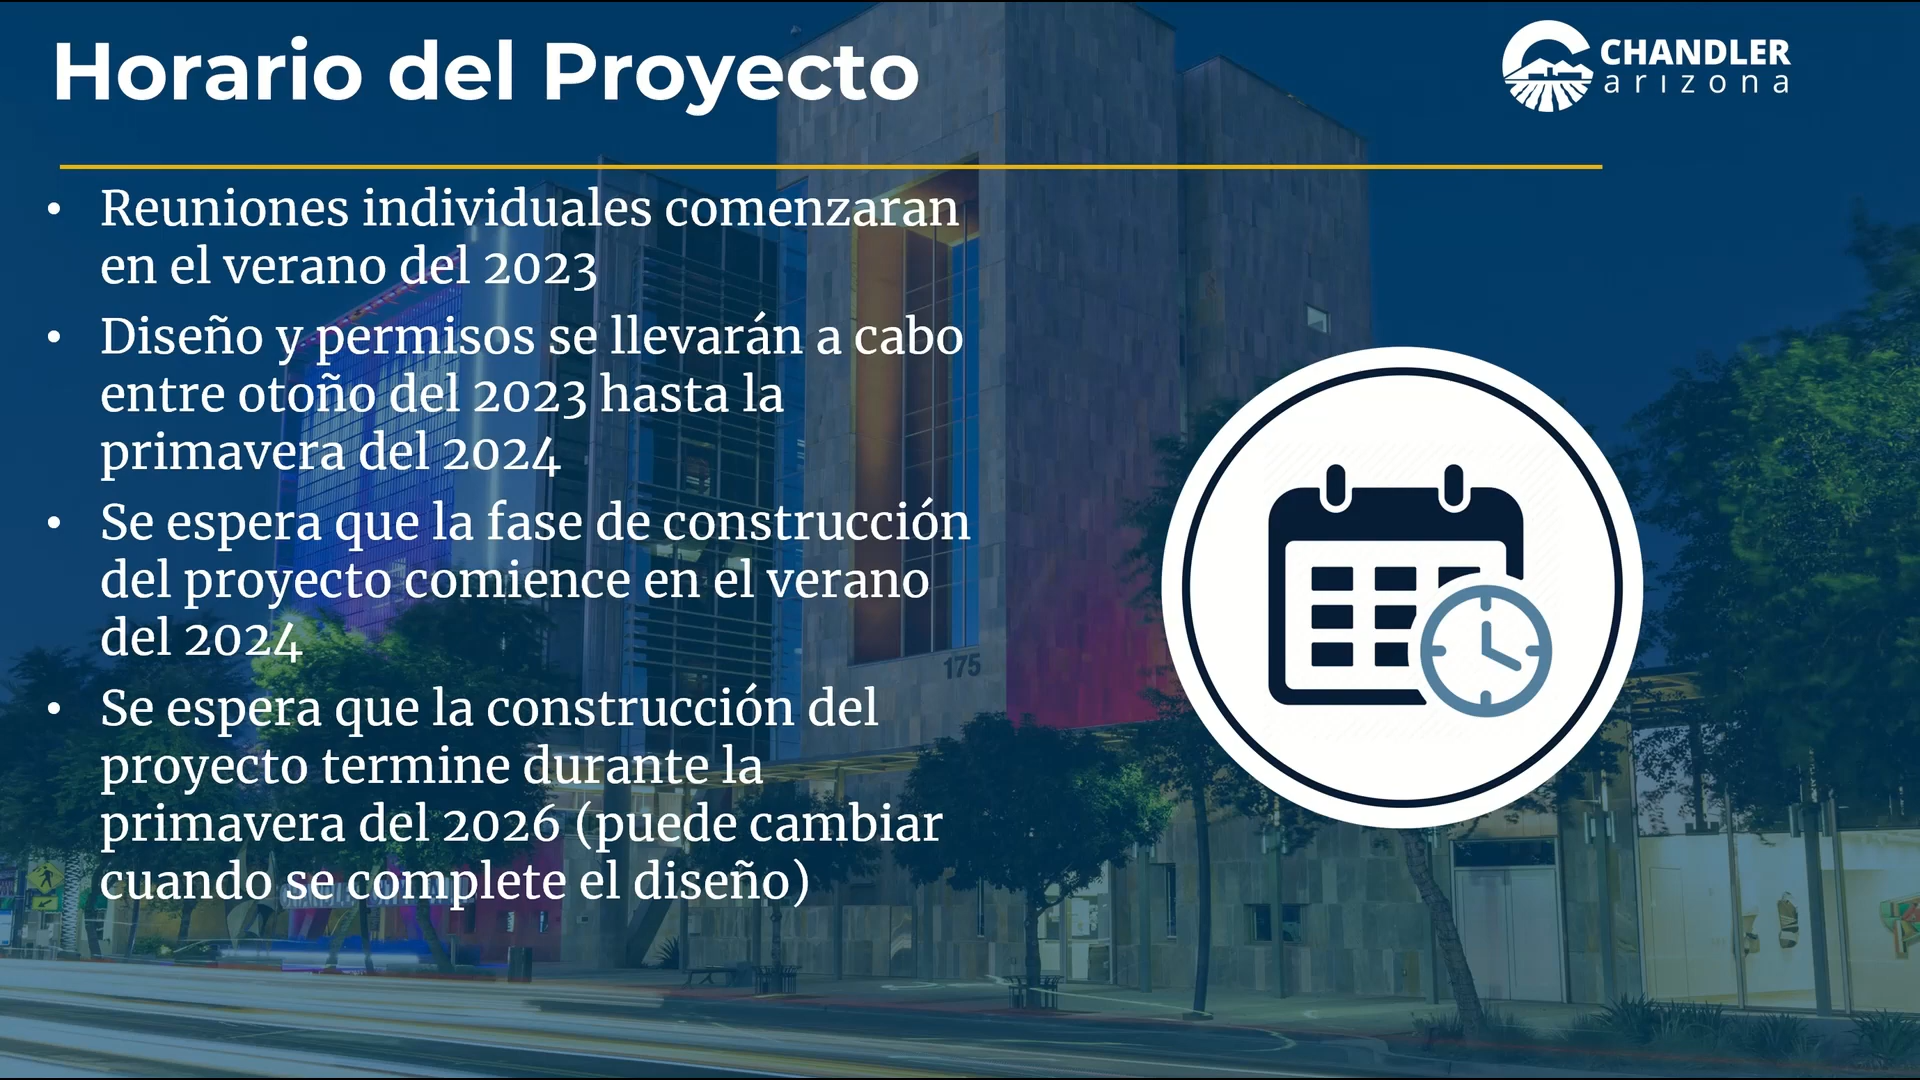 Horario del Proyecto
CHANDLER
arizona
Reuniones individuales comenzaran
en el verano del 2023
Diseño y permisos se llevarán a cabo
entre otoño del 2023 hasta la
primavera del 2024
Se espera que la fase de construcción
del proyecto comience en el verano
del 2024
175
Se espera que la construcción del
proyecto termine durante la
primavera del 2026 (puede cambiar
cuando se complete el diseño)